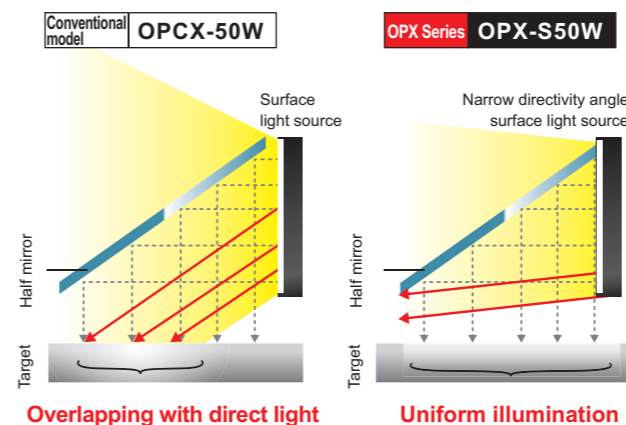 Conventional model OPCX-50W
Surface
light source
Half mirror
Target
Overlapping with direct light
OPX Series OPX-S50W
Narrow directivity angle
surface light source
Half mirror
Target
Uniform illumination